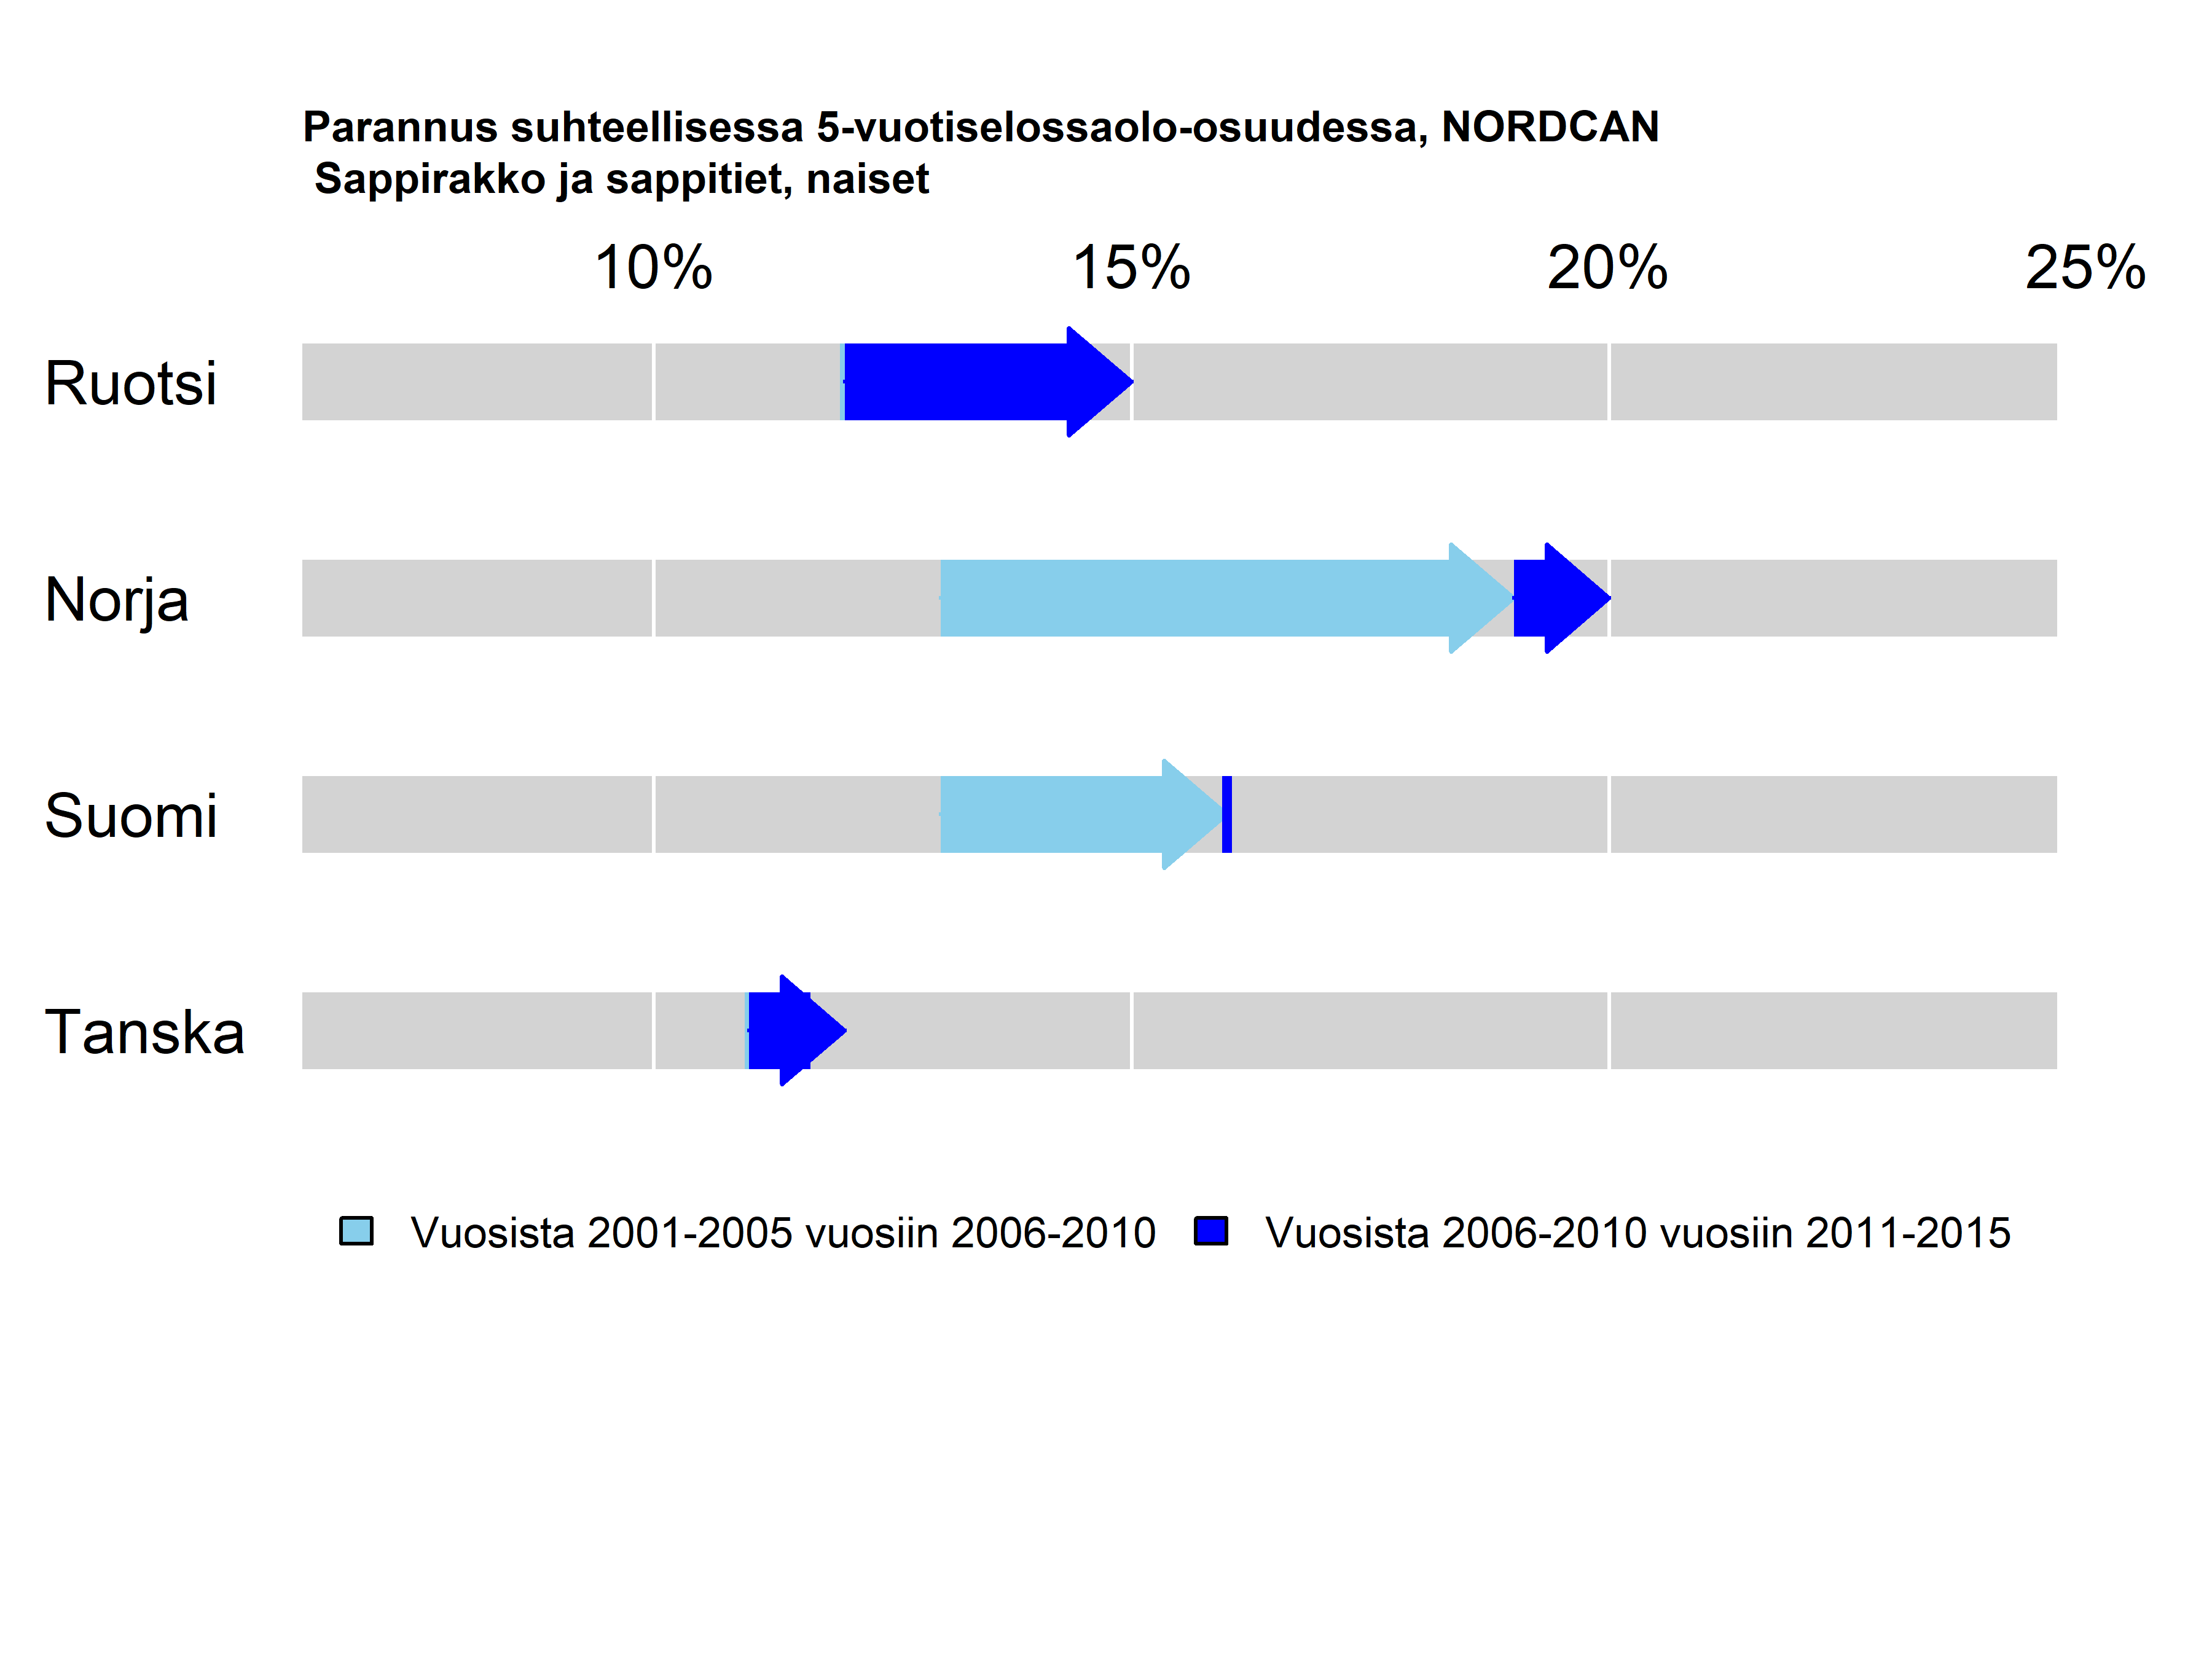 Parannus suhteellisessa 5-vuotiselossaolo-osuudessa, NORDCAN
Sappirakko ja sappitiet, naiset
10% 15% 20% 25%
Ruotsi
Norja
Suomi
Tanska
Vuosista 2001-2005 vuosiin 2006-2010 Vuosista 2006-2010 vuosiin 2011-2015